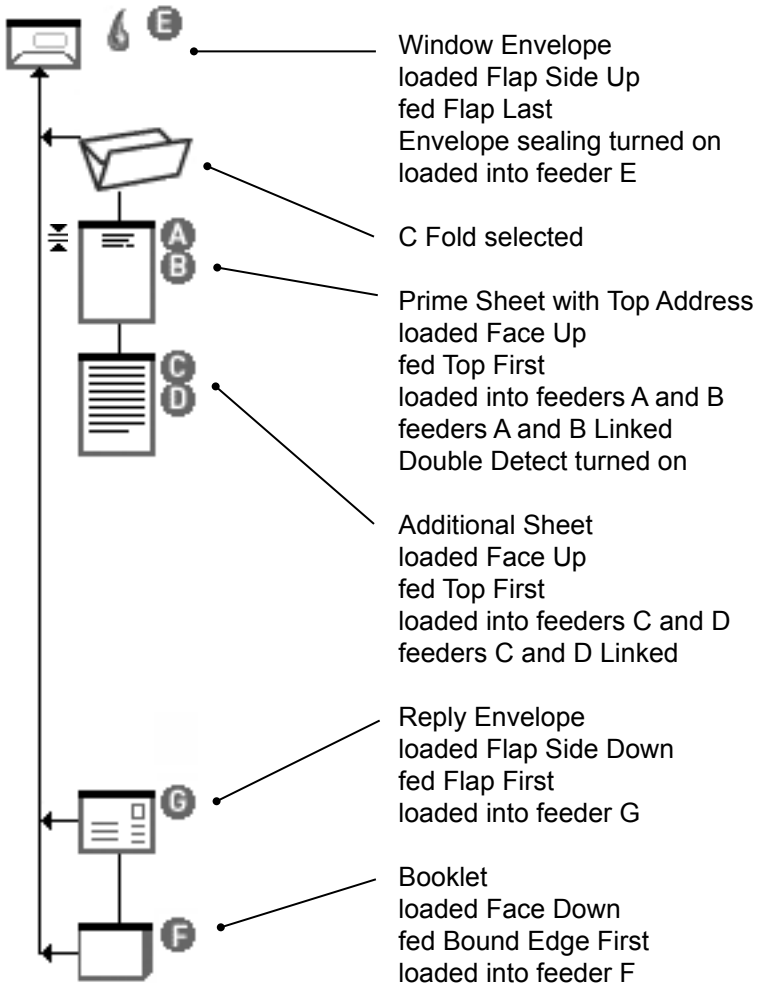 E
Window Envelope
loaded Flap Side Up
fed Flap Last
Envelope sealing turned on
loaded into feeder E
C Fold selected
A
B
Prime Sheet with Top Address
loaded Face Up
fed Top First
loaded into feeders A and B
feeders A and B Linked
Double Detect turned on
C
D
Additional Sheet
loaded Face Up
fed Top First
loaded into feeders C and D
feeders C and D Linked
G
Reply Envelope
loaded Flap Side Down
fed Flap First
loaded into feeder G
F
Booklet
loaded Face Down
fed Bound Edge First
loaded into feeder F